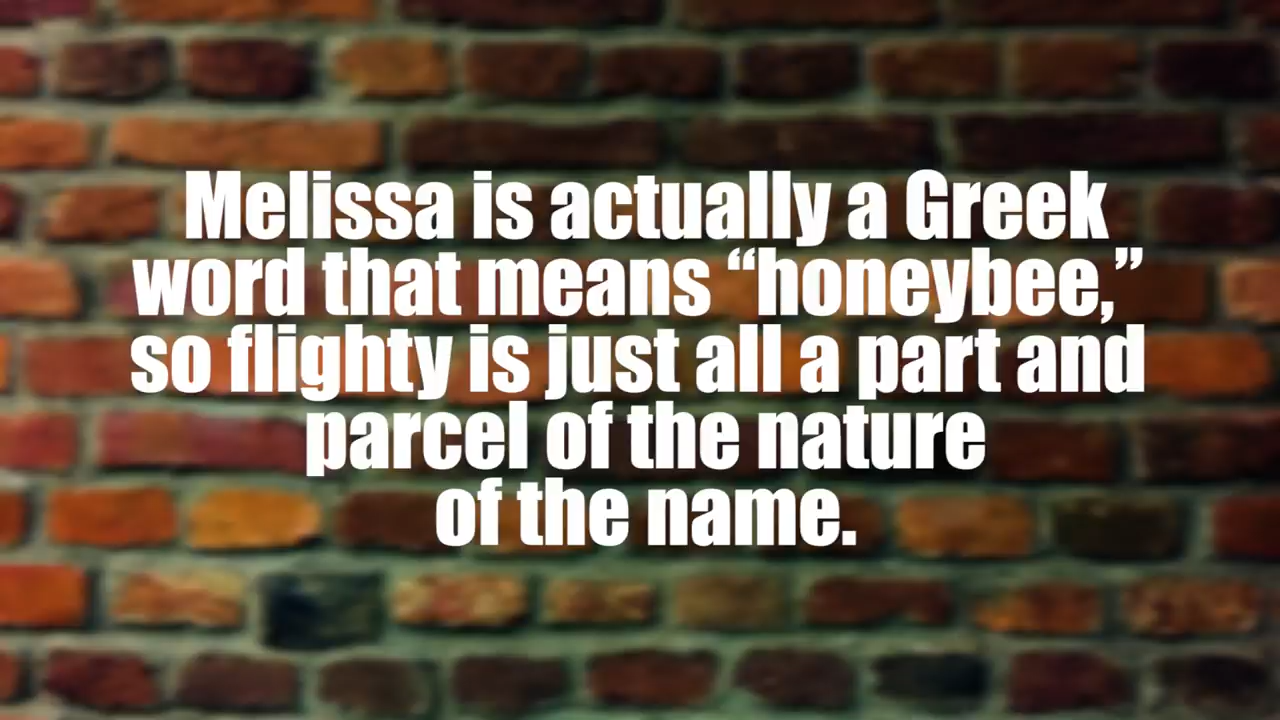 Melissa is actually a Greek
word that means “honeybee,”
so flighty is just all a part and
parcel of the nature
of the name.